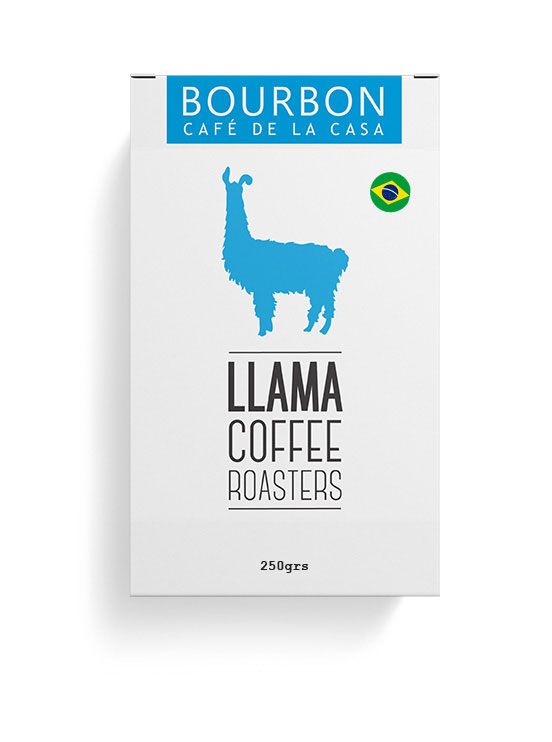 BOURBON
CAFÉ DE LA CASA
LLAMA
COFFEE
ROASTERS
250grs